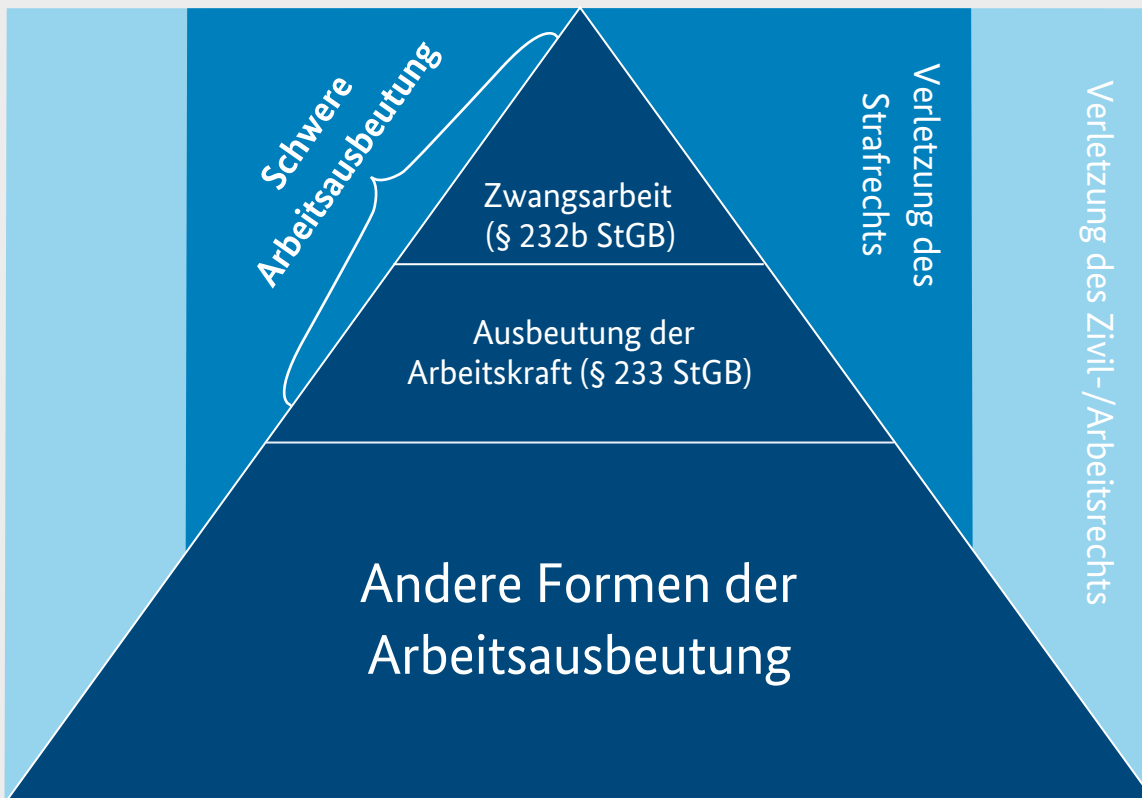 Schwere
Arbeitsausbeutung
Zwangsarbeit
(§ 232b StGB)
Ausbeutung der
Arbeitskraft (§ 233 StGB)
Andere Formen der
Arbeitsausbeutung
Verletzung des
Strafrechts
Verletzung des Zivil-/Arbeitsrechts